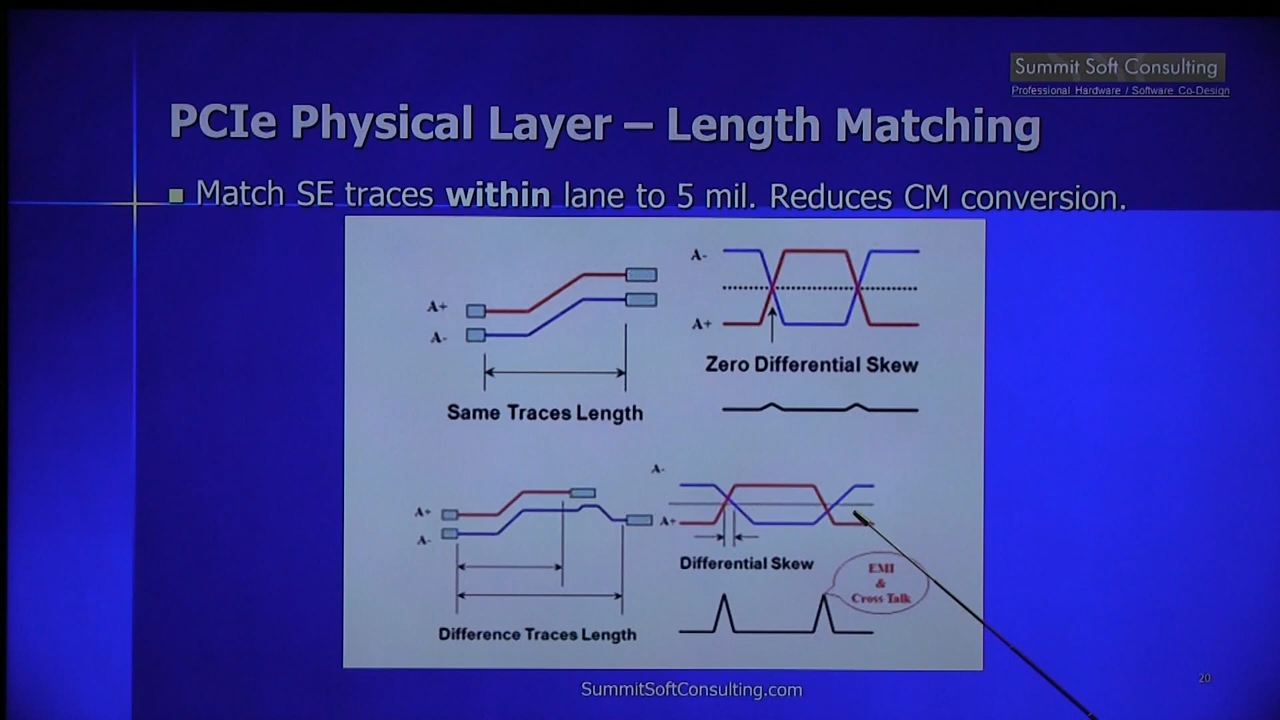 Summit Soft Consulting
Professional Hardware / Software Co-Design
PCIe Physical Layer – Length Matching
Match SE traces within lane to 5 mil. Reduces CM conversion.
A+
A-
Same Traces Length
A-
A+
Zero Differential Skew
A+
A-
Difference Traces Length
A-
A+
Differential Skew
EMI
&
Cross Talk
SummitSoftConsulting.com
20